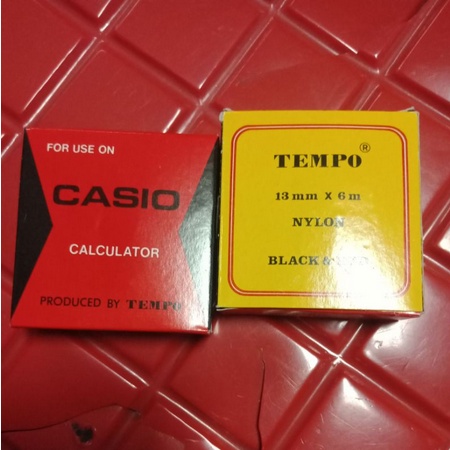 FOR USE ON
CASIO
CALCULATOR
PRODUCED BY TEMPO
TEMPO ®
13 mm X 6 m
NYLON
BLACK &